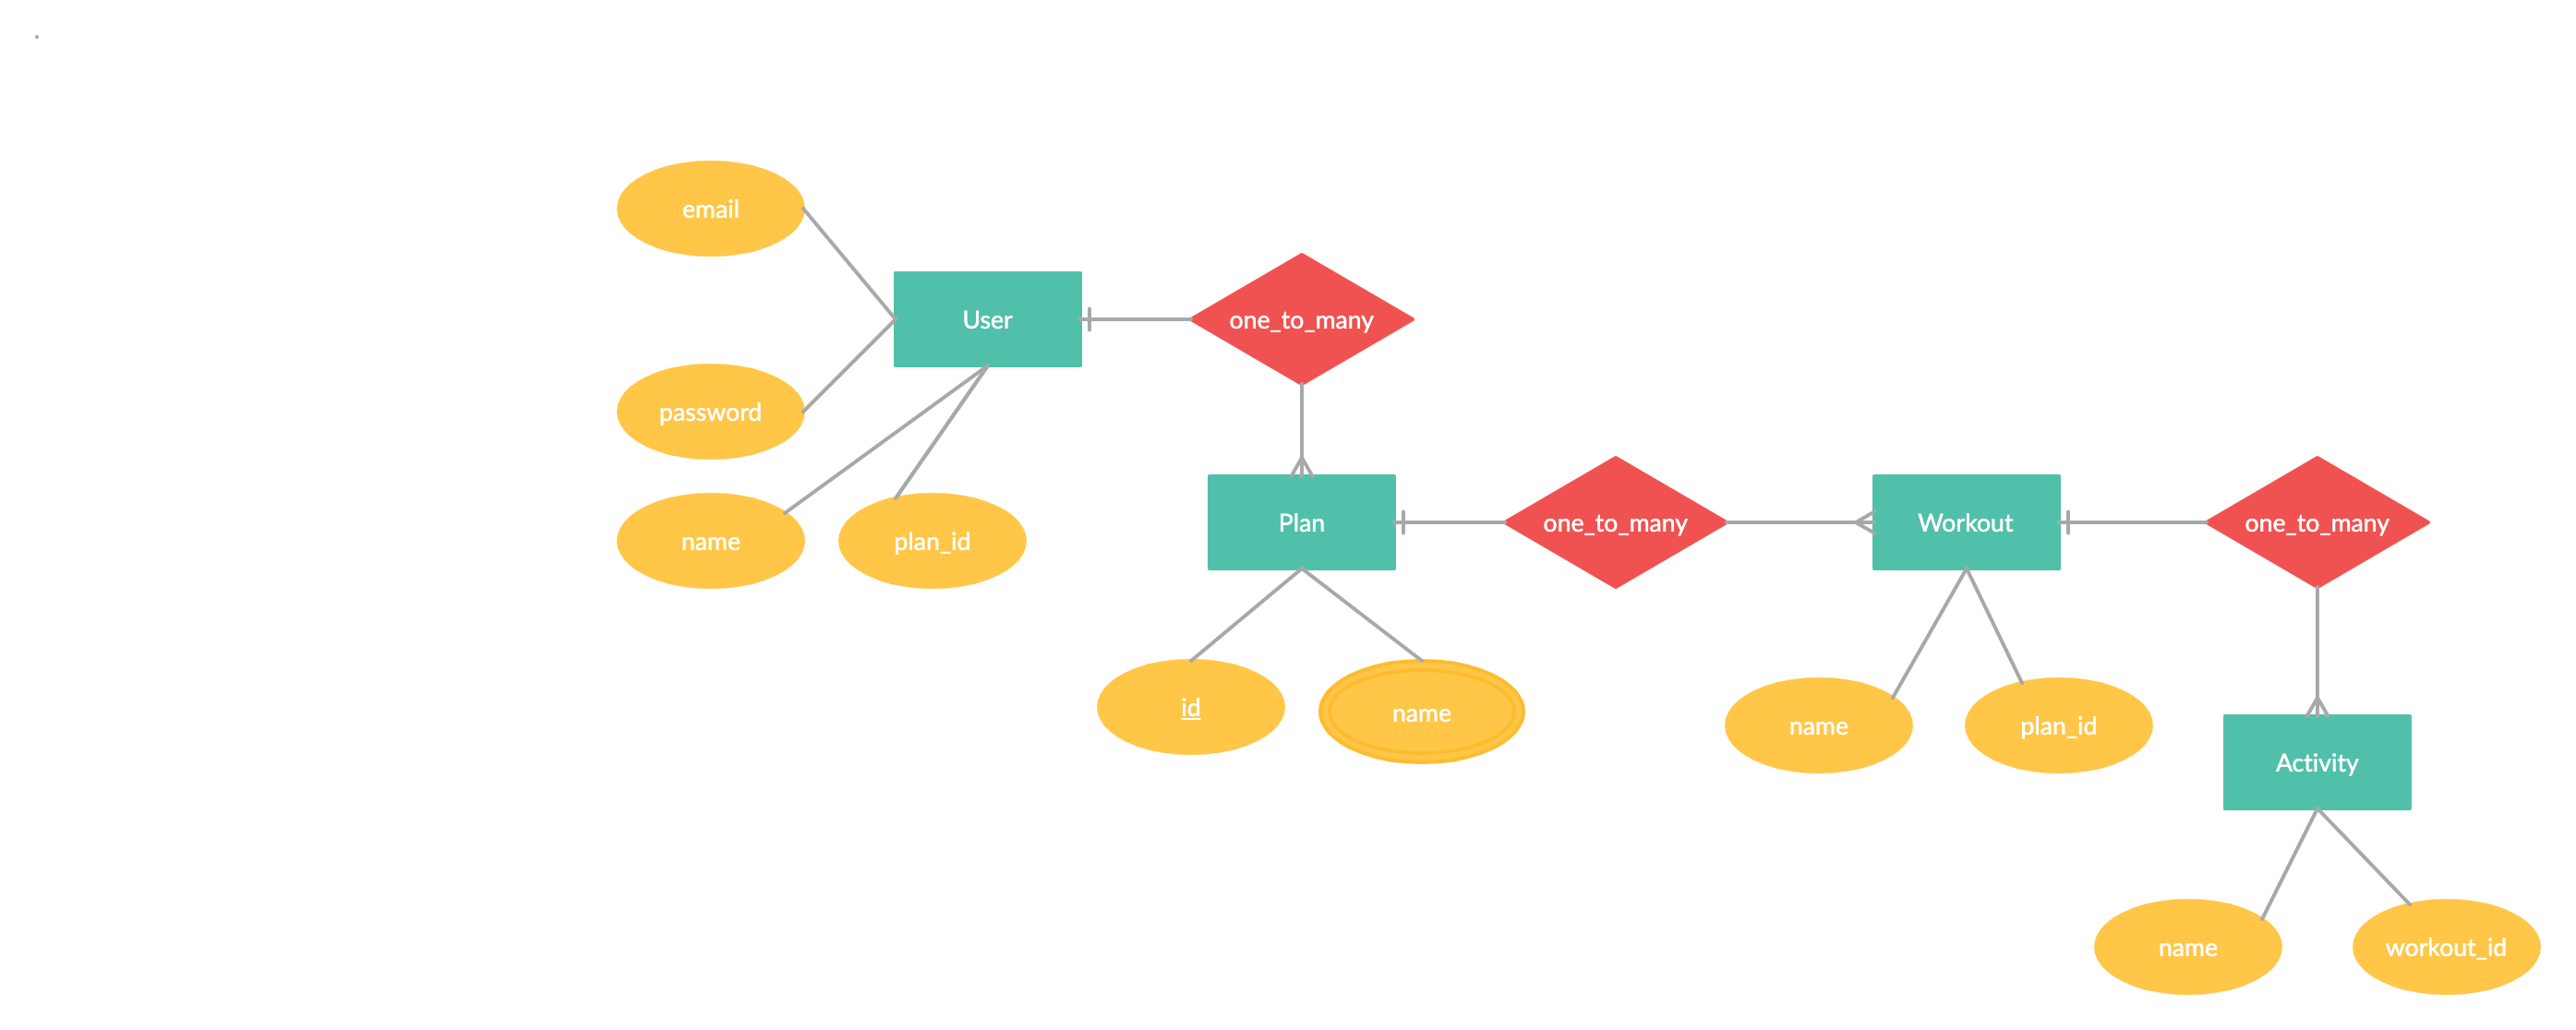 email
User
one_to_many
password
name
plan_id
Plan
one_to_many
Workout
one_to_many
id
name
name
plan_id
Activity
name
workout_id